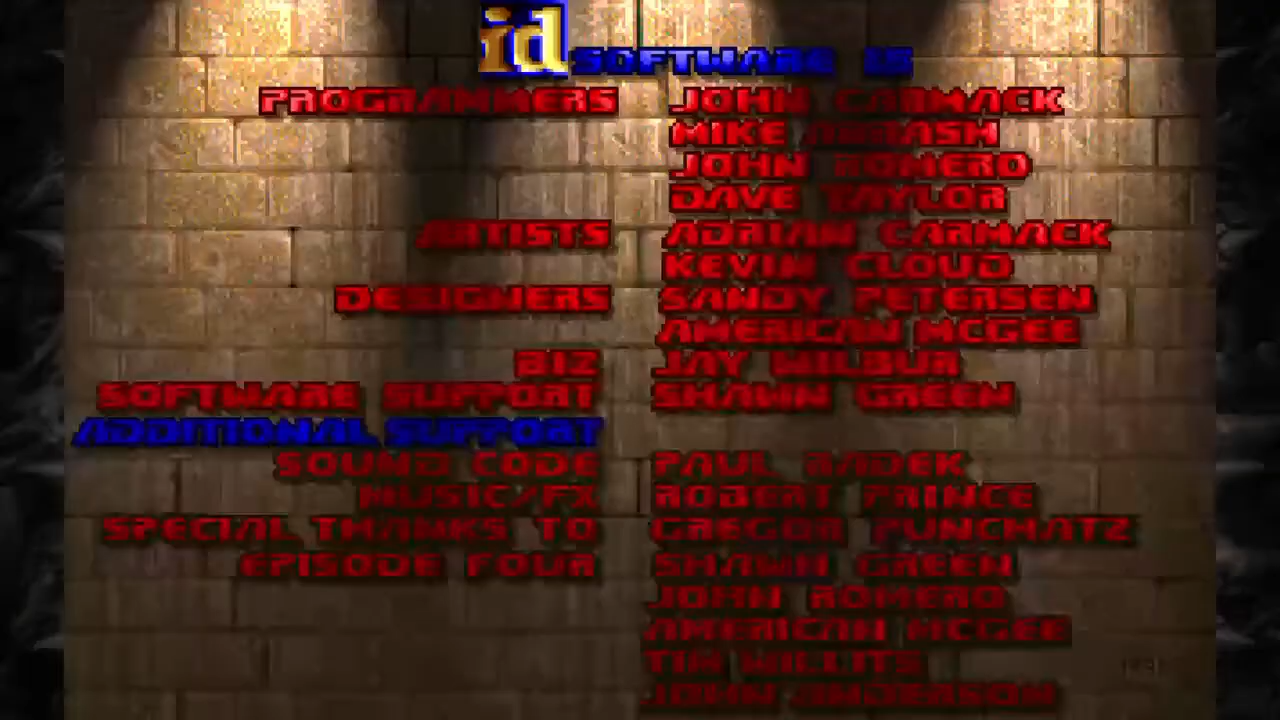 id SOFTWARE IS
PROGRAMMERS JOHN CARMACK
MIKE ABRASH
JOHN ROMERO
DAVE TAYLOR
ARTISTS ADRIAN CARMACK
KEVIN CLOUD
DESIGNERS SANDY PETERSEN
AMERICAN MCGEE
BIZ JAY WILBUR
SOFTWARE SUPPORT SHAWN GREEN
ADDITIONAL SUPPORT
SOUND CODE PAUL RADEK
MUSIC/FX ROBERT PRINCE
SPECIAL THANKS TO GREGOR PUNCHATZ
EPISODE FOUR SHAWN GREEN
JOHN ROMERO
AMERICAN MCGEE
TIM WILLITS
JOHN ANDERSON